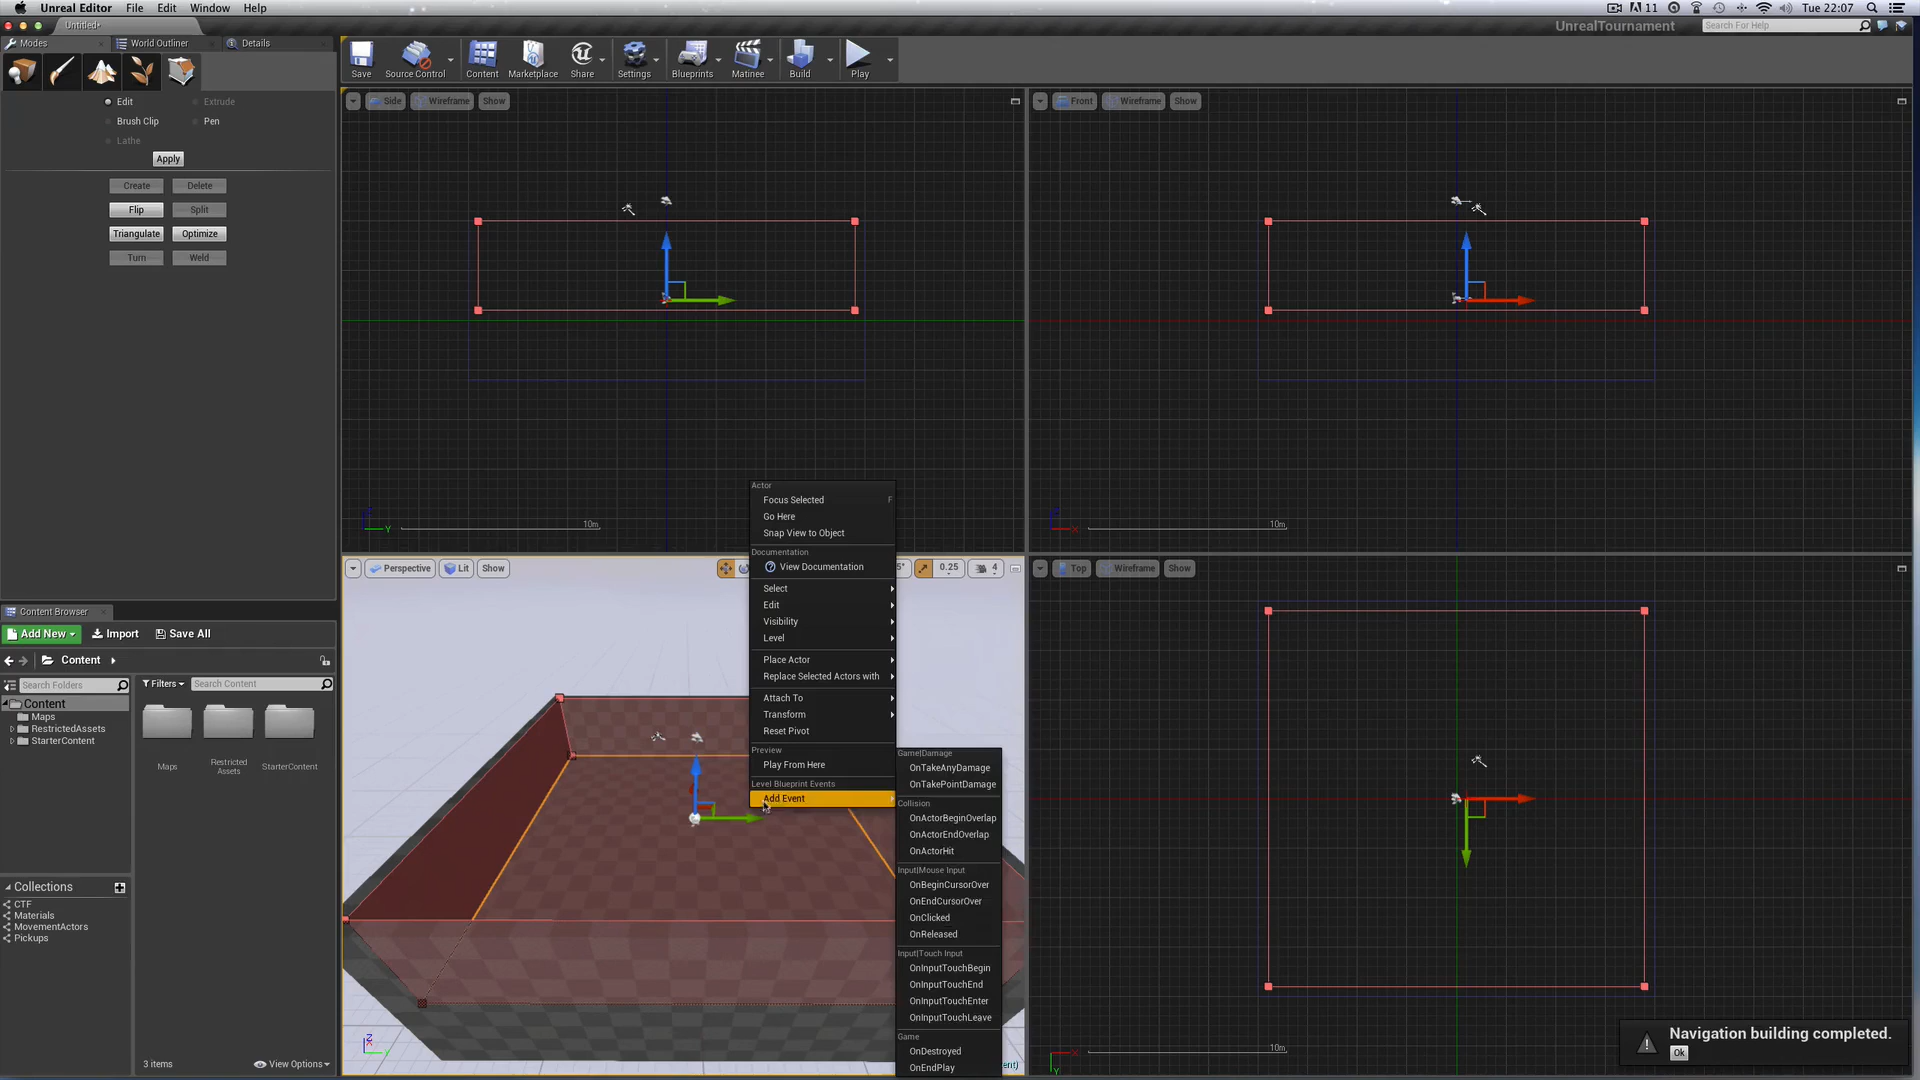 Unreal Editor File Edit Window Help
11 Tue 22:07
Untitled*
UnrealTournament
Search For Help
Modes
World Outliner
Details
Save
Source Control
Content
Marketplace
Share
Settings
Blueprints
Matinee
Build
Play
Edit
Extrude
Brush Clip
Pen
Lathe
Apply
Create
Delete
Flip
Split
Triangulate
Optimize
Turn
Weld
Side
Wireframe
Show
Y
10m
Front
Wireframe
Show
X
10m
Perspective
Lit
Show
5°
0.25
4
Top
Wireframe
Show
10m
X
Y
Actor
Focus Selected F
Go Here
Snap View to Object
Documentation
View Documentation
Select
Edit
Visibility
Level
Place Actor
Replace Selected Actors with
Attach To
Transform
Reset Pivot
Preview
Play From Here
Level Blueprint Events
Add Event
Game|Damage
OnTakeAnyDamage
OnTakePointDamage
Collision
OnActorBeginOverlap
OnActorEndOverlap
OnActorHit
Input|Mouse Input
OnBeginCursorOver
OnEndCursorOver
OnClicked
OnReleased
Input|Touch Input
OnInputTouchBegin
OnInputTouchEnd
OnInputTouchEnter
OnInputTouchLeave
Game
OnDestroyed
OnEndPlay
ent)
Content Browser
Add New
Import
Save All
Content
Search Folders
Filters
Search Content
Content
Maps
RestrictedAssets
StarterContent
Maps
Restricted
Assets
StarterContent
Collections
CTF
Materials
MovementActors
Pickups
3 items
View Options
Navigation building completed.
Ok